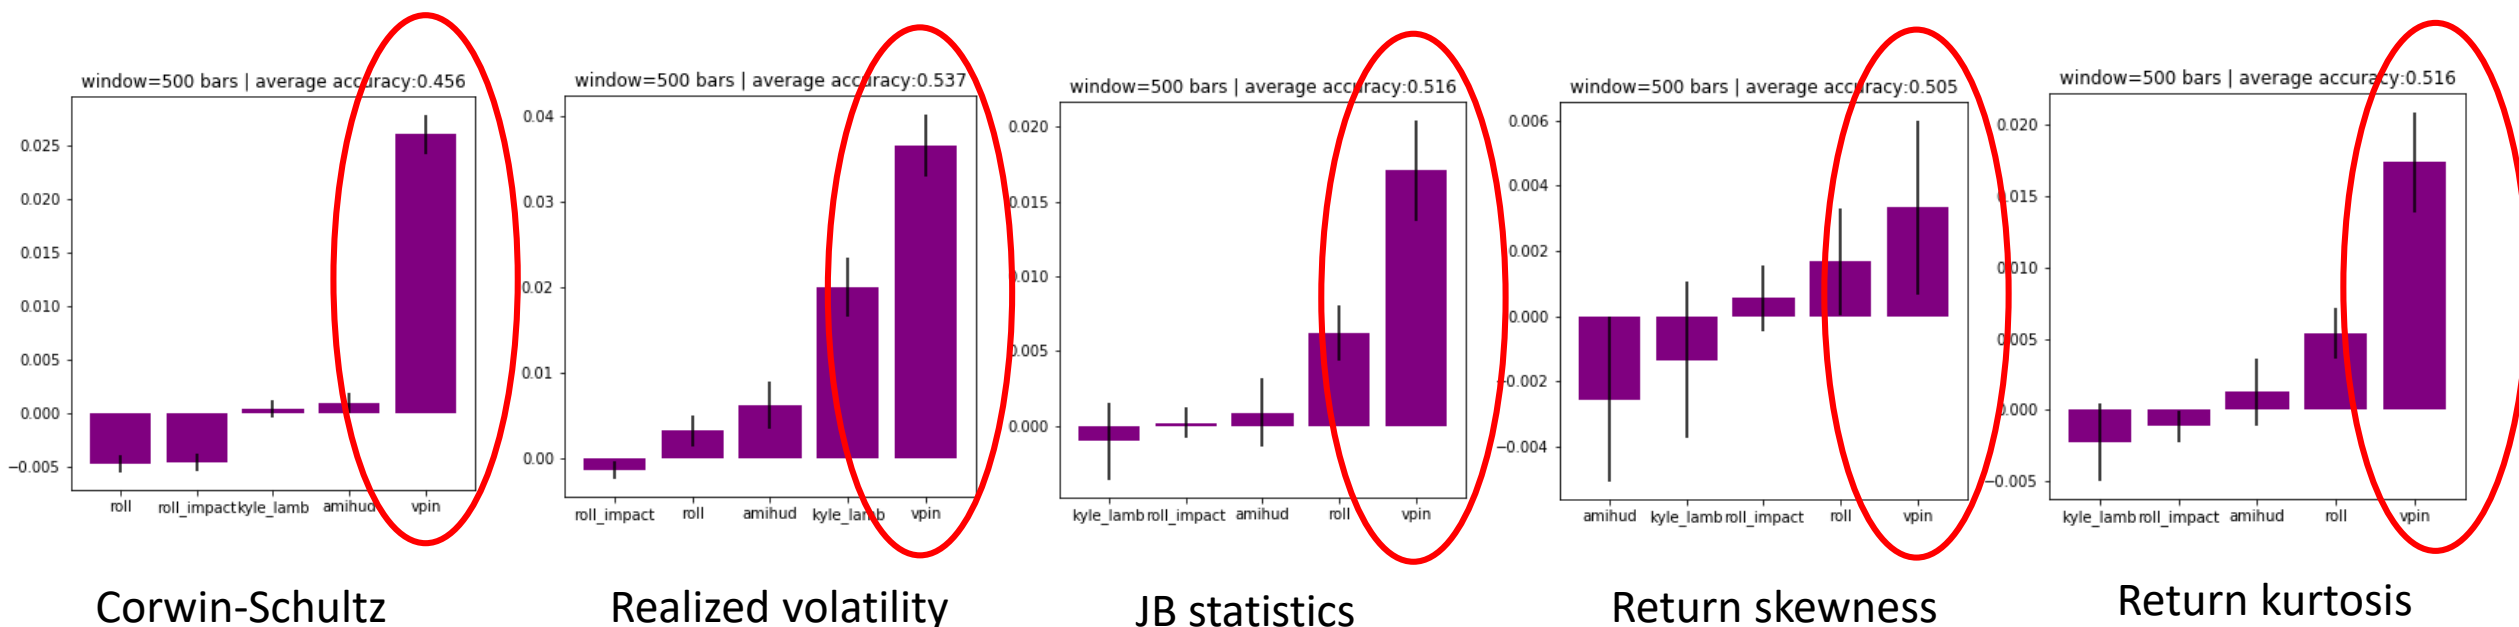 window=500 bars | average accuracy:0.456
0.025
0.020
0.015
0.010
0.005
0.000
−0.005
roll roll_impact kyle_lamb amihud vpin
Corwin-Schultz
window=500 bars | average accuracy:0.537
0.04
0.03
0.02
0.01
0.00
roll_impact roll amihud kyle_lamb vpin
Realized volatility
window=500 bars | average accuracy:0.516
0.020
0.015
0.010
0.005
0.000
kyle_lamb roll_impact amihud roll vpin
JB statistics
window=500 bars | average accuracy:0.505
0.006
0.004
0.002
0.000
−0.002
−0.004
amihud kyle_lamb roll_impact roll vpin
Return skewness
window=500 bars | average accuracy:0.516
0.020
0.015
0.010
0.005
0.000
−0.005
kyle_lamb roll_impact amihud roll vpin
Return kurtosis